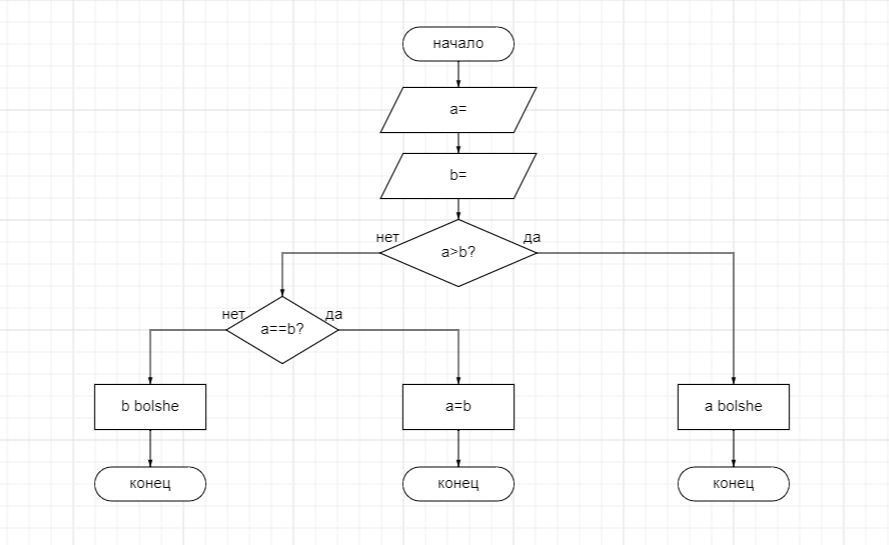 начало
a=
b=
нет
да
a>b?
нет
да
a==b?
b bolshe
a=b
a bolshe
конец
конец
конец